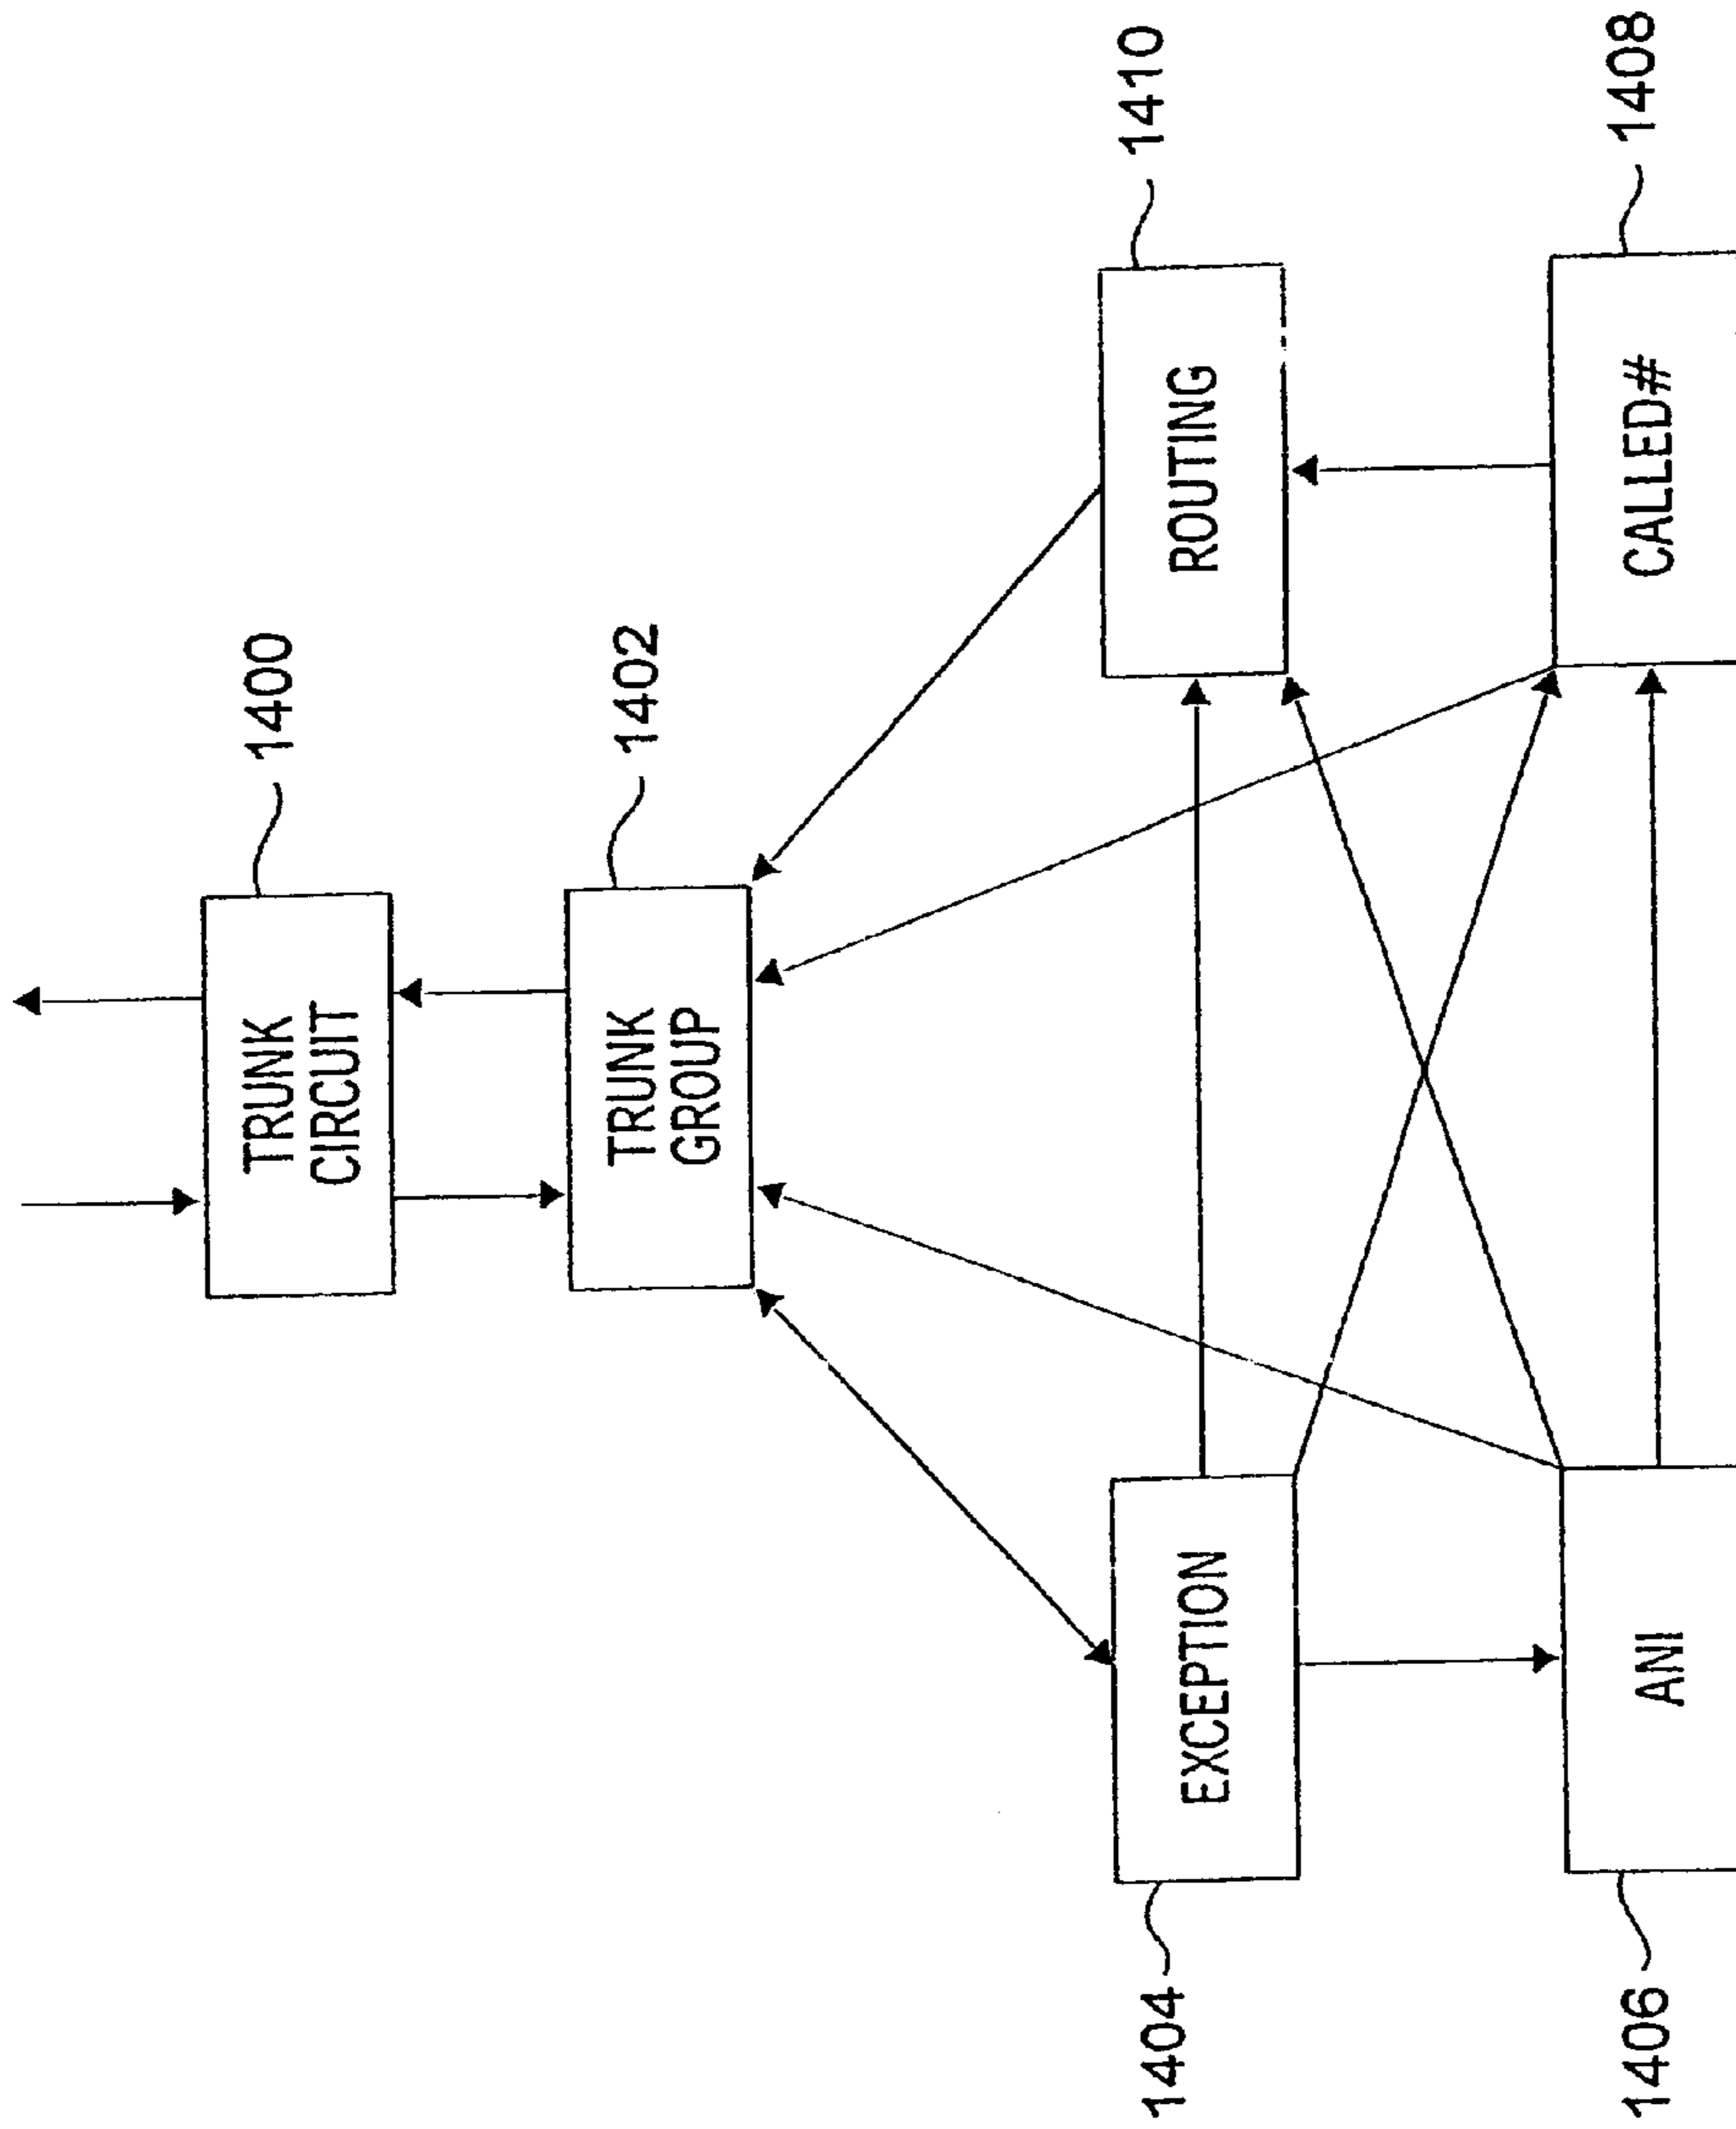 1400
TRUNK
CIRCUIT
1402
TRUNK
GROUP
1404
EXCEPTION
ROUTING
1410
1406
ANI
CALLED#
1408